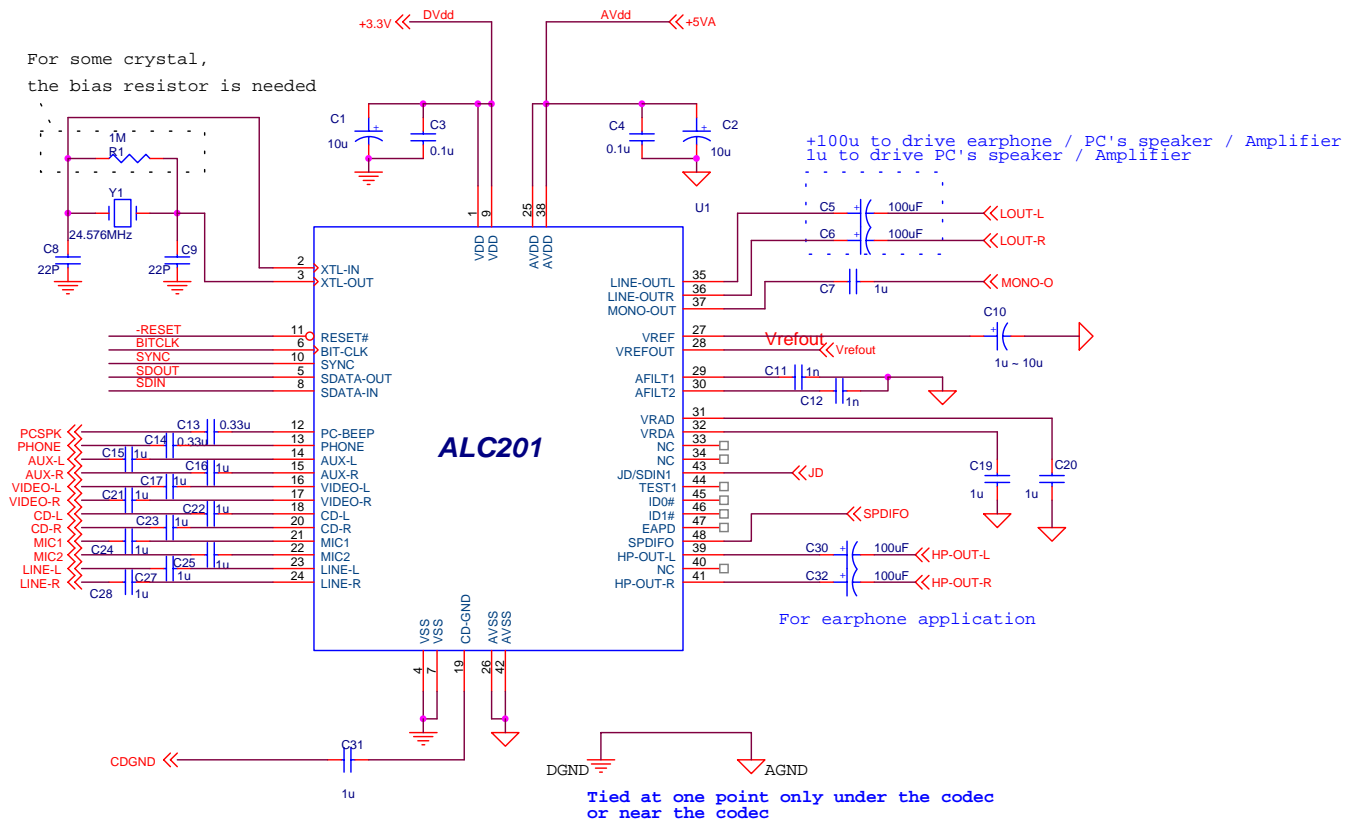 DVdd
AVdd
+3.3V
+5VA
For some crystal,
the bias resistor is needed
1M
R1
Y1
24.576MHz
C8
22P
C9
22P
C1
10u
C3
0.1u
C4
0.1u
C2
10u
+100u to drive earphone / PC's speaker / Amplifier
1u to drive PC's speaker / Amplifier
U1
C5
100uF
LOUT-L
C6
100uF
LOUT-R
C7
1u
MONO-O
C10
1u ~ 10u
Vrefout
Vrefout
C11
1n
C12
1n
C19
1u
C20
1u
JD
SPDIFO
C30
100uF
HP-OUT-L
C32
100uF
HP-OUT-R
For earphone application
1
VDD
9
VDD
25
AVDD
38
AVDD
2
XTL-IN
3
XTL-OUT
-RESET
11
RESET#
BITCLK
6
BIT-CLK
SYNC
10
SYNC
SDOUT
5
SDATA-OUT
SDIN
8
SDATA-IN
PCSPK
C13
0.33u
12
PC-BEEP
PHONE
C14
0.33u
13
PHONE
AUX-L
C15
1u
14
AUX-L
AUX-R
C16
1u
15
AUX-R
VIDEO-L
C17
1u
16
VIDEO-L
VIDEO-R
C21
1u
17
VIDEO-R
CD-L
C22
1u
18
CD-L
CD-R
C23
1u
20
CD-R
MIC1
C24
1u
21
MIC1
MIC2
C25
1u
22
MIC2
LINE-L
C27
1u
23
LINE-L
LINE-R
C28
1u
24
LINE-R
ALC201
LINE-OUTL
35
LINE-OUTR
36
MONO-OUT
37
VREF
27
VREFOUT
28
AFILT1
29
AFILT2
30
VRAD
31
VRDA
32
NC
33
NC
34
JD/SDIN1
43
TEST1
44
ID0#
45
ID1#
46
EAPD
47
SPDIFO
48
HP-OUT-L
39
NC
40
HP-OUT-R
41
VSS
4
VSS
7
CD-GND
19
AVSS
26
AVSS
42
CDGND
C31
1u
DGND
AGND
Tied at one point only under the codec
or near the codec